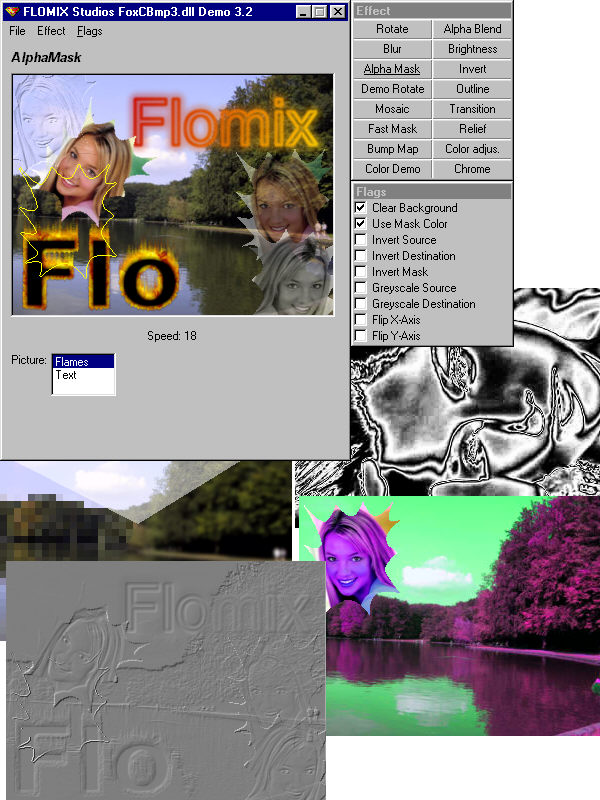 FLOMIX Studios FoxCBmp3.dll Demo 3.2
File Effect Flags
AlphaMask
Flomix
Flo
Speed: 18
Picture:
Flames
Text
Effect
Rotate Alpha Blend
Blur Brightness
Alpha Mask Invert
Demo Rotate Outline
Mosaic Transition
Fast Mask Relief
Bump Map Color adjus.
Color Demo Chrome
Flags
Clear Background
Use Mask Color
Invert Source
Invert Destination
Invert Mask
Greyscale Source
Greyscale Destination
Flip X-Axis
Flip Y-Axis
Flomix
Flo